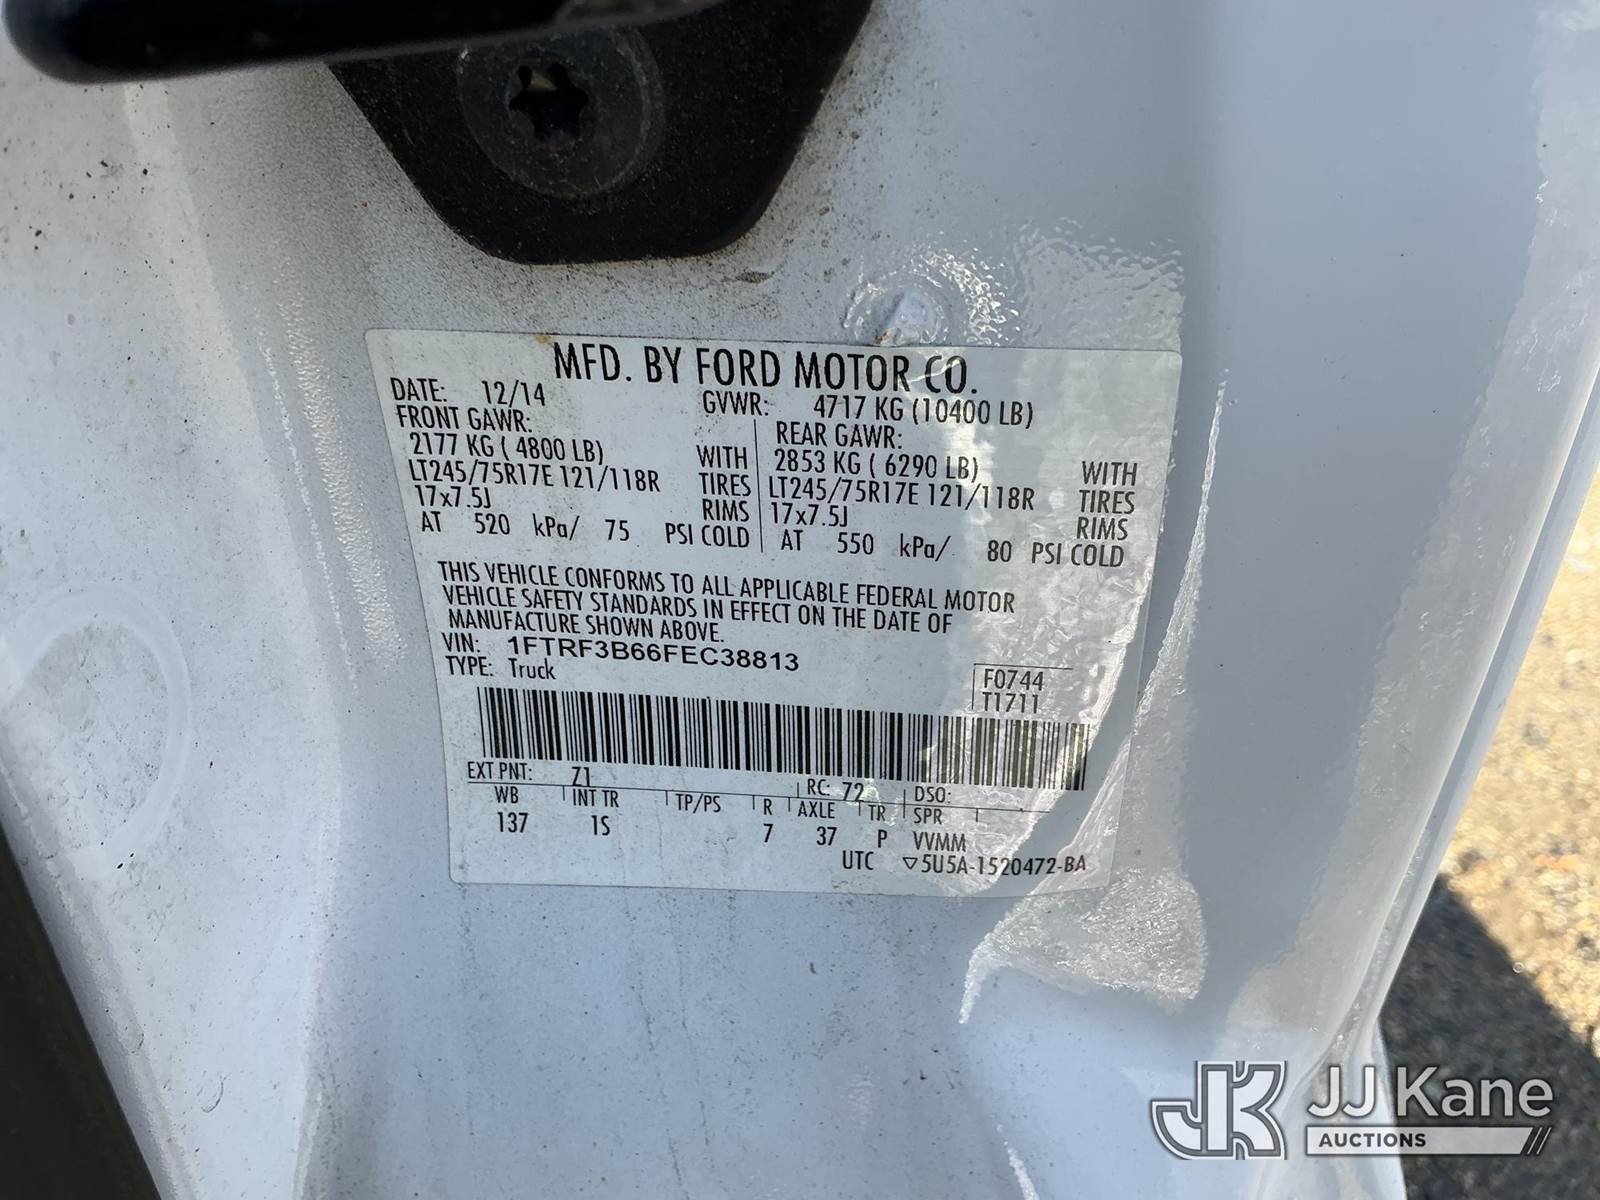 MFD. BY FORD MOTOR CO.
DATE: 12/14 GVWR: 4717 KG (10400 LB)
FRONT GAWR: REAR GAWR:
2177 KG ( 4800 LB) WITH 2853 KG ( 6290 LB) WITH
LT245/75R17E 121/118R TIRES LT245/75R17E 121/118R TIRES
17x7.5J RIMS 17x7.5J RIMS
AT 520 kPa/ 75 PSI COLD AT 550 kPa/ 80 PSI COLD
THIS VEHICLE CONFORMS TO ALL APPLICABLE FEDERAL MOTOR
VEHICLE SAFETY STANDARDS IN EFFECT ON THE DATE OF
MANUFACTURE SHOWN ABOVE.
VIN: 1FTRF3B66FEC38813
TYPE: Truck
F0744
T1711
EXT PNT: Z1 RC: 72 DSO:
WB INT TR TP/PS R AXLE TR SPR
137 1S 7 37 P VVMM
UTC ▽5U5A-1520472-BA
JK JJ Kane
AUCTIONS